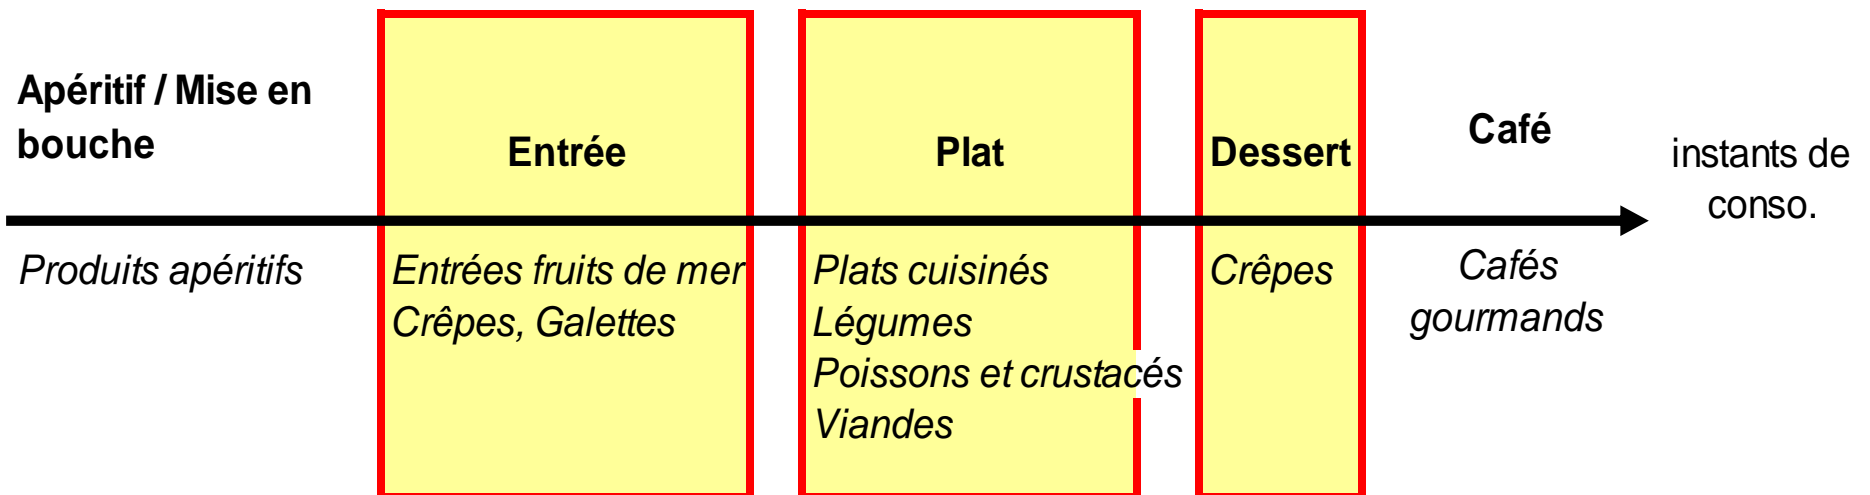 Apéritif / Mise en
bouche
Entrée
Plat
Dessert
Café
instants de
conso.
Produits apéritifs
Entrées fruits de mer
Crêpes, Galettes
Plats cuisinés
Légumes
Poissons et crustacés
Viandes
Crêpes
Cafés
gourmands